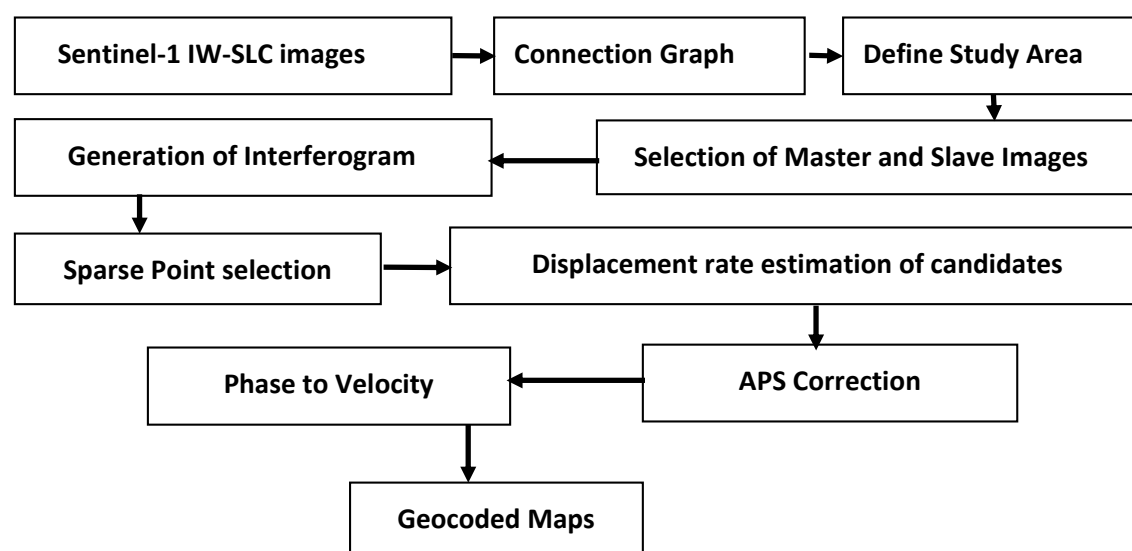 Sentinel-1 IW-SLC images
Connection Graph
Define Study Area
Selection of Master and Slave Images
Generation of Interferogram
Sparse Point selection
Displacement rate estimation of candidates
APS Correction
Phase to Velocity
Geocoded Maps